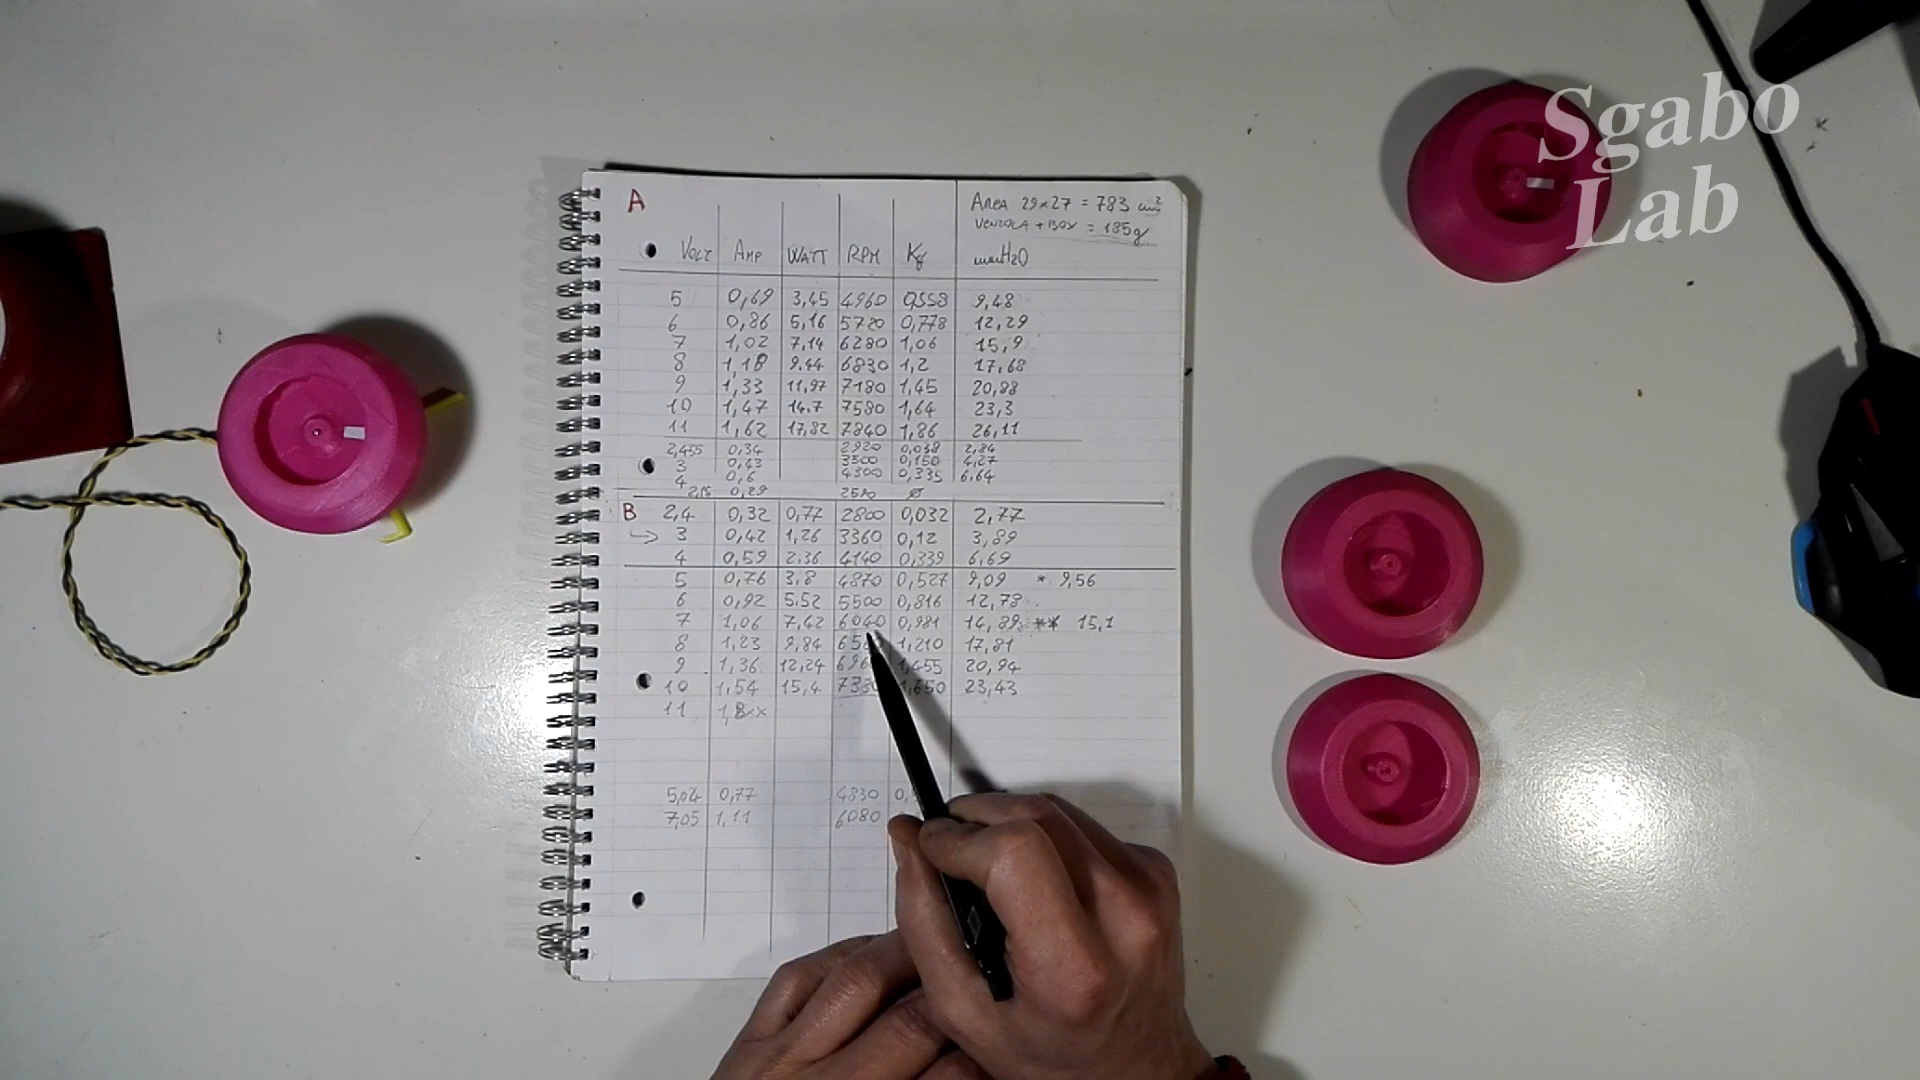 Sgabo
Lab
A
AREA 29×27 = 783 cm²
VENTOLA + BOX = 185g
VOLT AMP WATT RPM Kg mmH2O
5 0,69 3,45 4960 0,558 9,48
6 0,86 5,16 5720 0,778 12,29
7 1,02 7,14 6280 1,06 15,9
8 1,18 9.44 6830 1,2 17,68
9 1,33 11,97 7180 1,45 20,88
10 1,47 14.7 7580 1,64 23,3
11 1,62 17,82 7840 1,86 26,11
2,455 0,34 2920 0,038 2,84
3 0,43 3500 0,150 4,27
4 0,6 4300 0,335 6,64
2,15 0,29 ø
B 2,4 0,32 0,77 2800 0,032 2,77
→ 3 0,42 1,26 3360 0,12 3,89
4 0,59 2.36 4140 0,339 6,69
5 0,76 3.8 4870 0,527 9,09 * 9,56
6 0,92 5.52 5500 0,816 12,78
7 1,06 7,42 6040 0,981 14,89 ** 15,1
8 1,23 9,84 1,210 17,81
9 1,36 12,24 1,455 20,94
10 1,54 15,4 7330 1,650 23,43
11
5,04 0,77 4830
7,05 1,11 6080